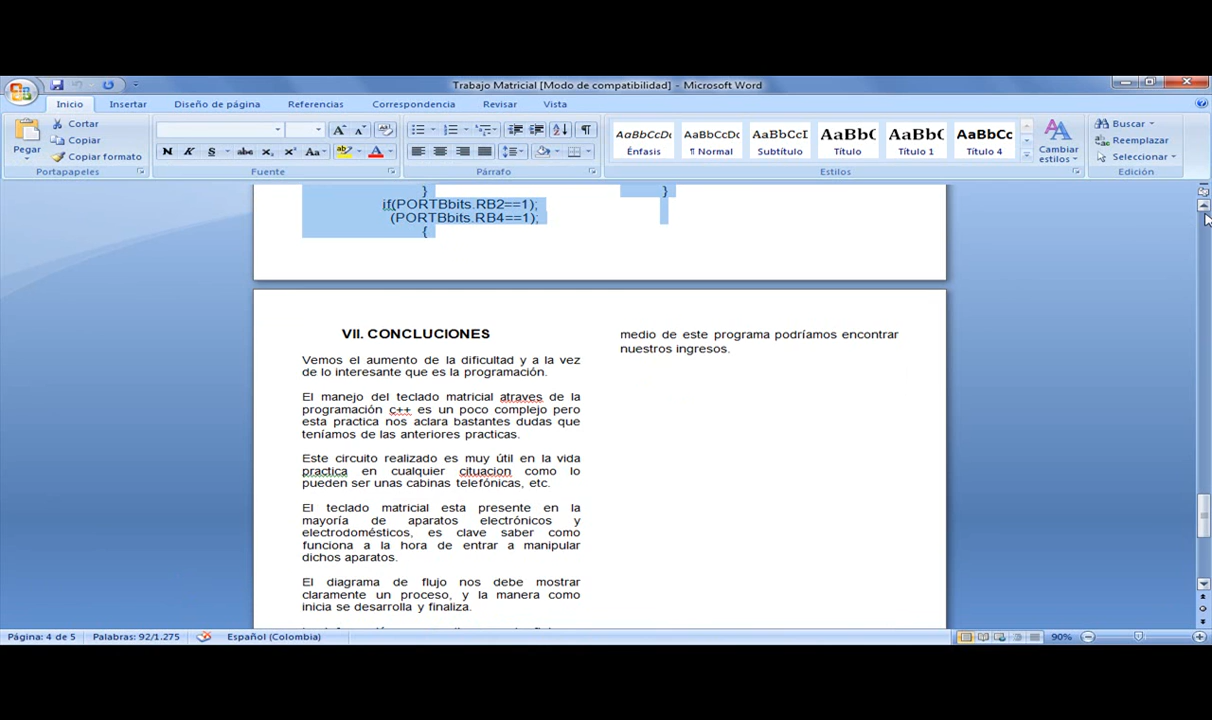 Trabajo Matricial [Modo de compatibilidad] - Microsoft Word
Inicio Insertar Diseño de página Referencias Correspondencia Revisar Vista
Pegar
Cortar
Copiar
Copiar formato
Portapapeles
N K S abc x₂ x² Aa
Fuente
Párrafo
AaBbCcDc
Énfasis
AaBbCcDc
¶ Normal
AaBbCcI
Subtítulo
AaBbC
Título
AaBbC
Título 1
AaBbCc
Título 4
Cambiar
estilos
Estilos
Buscar
Reemplazar
Seleccionar
Edición
}
if(PORTBbits.RB2==1);
(PORTBbits.RB4==1);
{
}
VII. CONCLUCIONES
Vemos el aumento de la dificultad y a la vez
de lo interesante que es la programación.
El manejo del teclado matricial atraves de la
programación c++ es un poco complejo pero
esta practica nos aclara bastantes dudas que
teníamos de las anteriores practicas.
Este circuito realizado es muy útil en la vida
practica en cualquier cituacion como lo
pueden ser unas cabinas telefónicas, etc.
El teclado matricial esta presente en la
mayoría de aparatos electrónicos y
electrodomésticos, es clave saber como
funciona a la hora de entrar a manipular
dichos aparatos.
El diagrama de flujo nos debe mostrar
claramente un proceso, y la manera como
inicia se desarrolla y finaliza.
medio de este programa podríamos encontrar
nuestros ingresos.
Página: 4 de 5 Palabras: 92/1.275 Español (Colombia) 90%